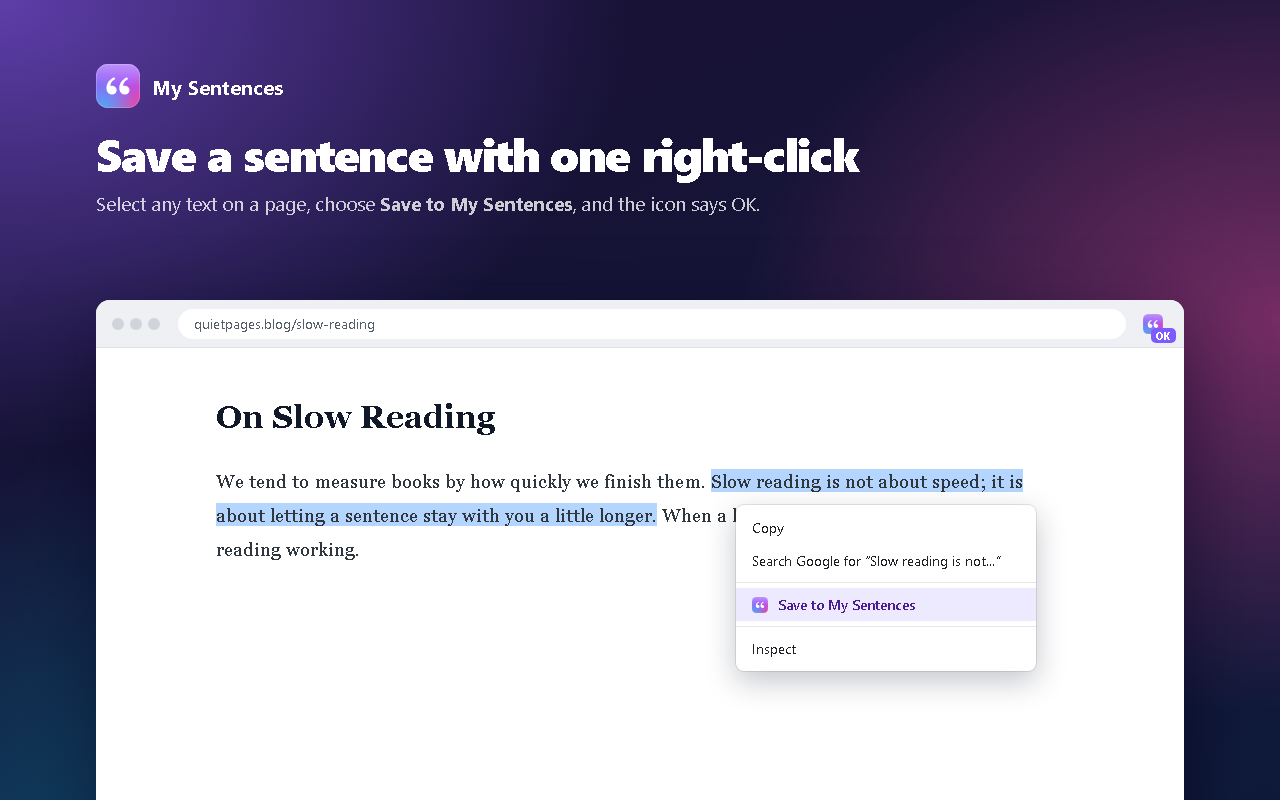 My Sentences
Save a sentence with one right-click
Select any text on a page, choose Save to My Sentences, and the icon says OK.
quietpages.blog/slow-reading
OK
On Slow Reading
We tend to measure books by how quickly we finish them. Slow reading is not about speed; it is
about letting a sentence stay with you a little longer. When a
reading working.
Copy
Search Google for “Slow reading is not...”
Save to My Sentences
Inspect